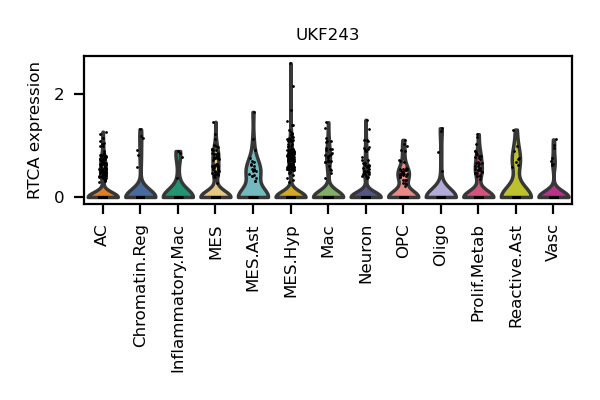 UKF243
RTCA expression
2
0
AC
Chromatin.Reg
Inflammatory.Mac
MES
MES.Ast
MES.Hyp
Mac
Neuron
OPC
Oligo
Prolif.Metab
Reactive.Ast
Vasc